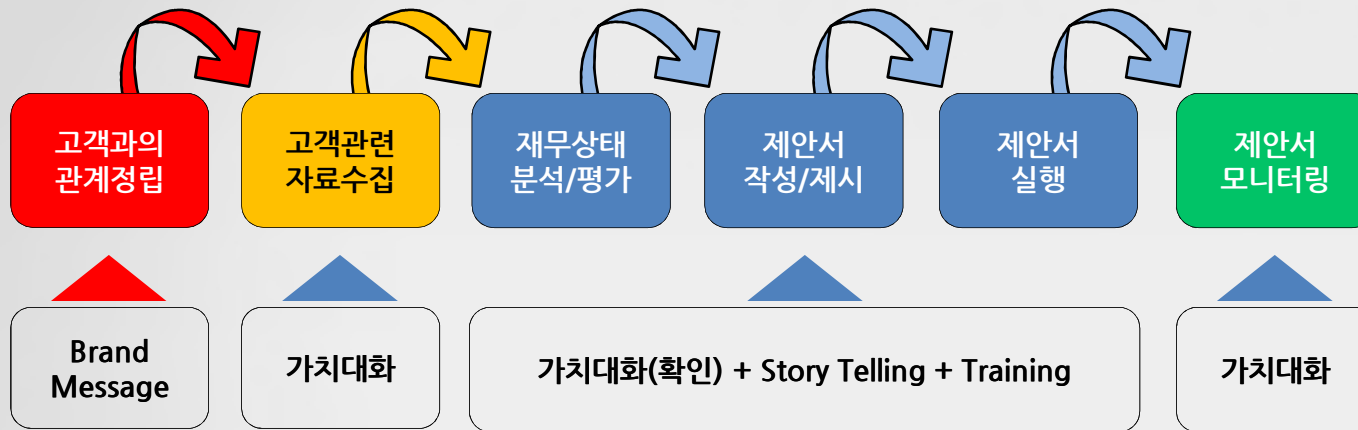 고객과의
관계정립
고객관련
자료수집
재무상태
분석/평가
제안서
작성/제시
제안서
실행
제안서
모니터링
Brand
Message
가치대화
가치대화(확인) + Story Telling + Training
가치대화